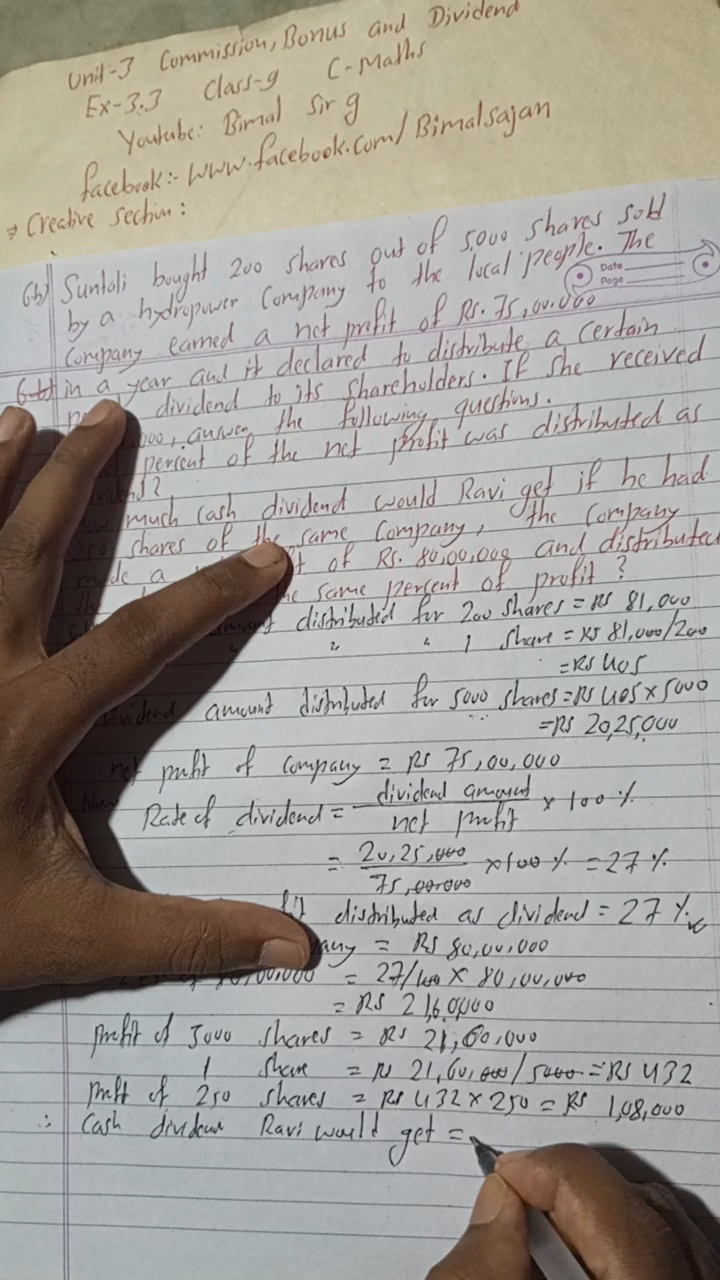 Unit-3 Commission, Bonus and Dividend
Ex-3.3 Class-9 C-Maths
Youtube: Bimal Sir g
facebook:- www.facebook.com/Bimalsajan
⇒ Creative section:
Date
Page
6b) Suntali bought 200 shares out of 5,000 shares sold
by a hydropower Company to the local people. The
Company earned a net profit of Rs. 75,00,000
in a year and it declared to distribute a certain
dividend to its shareholders. If she received
answer the following questions.
percent of the net profit was distributed as
much cash dividend would Ravi get if he had
250 shares of the same Company, the Company
made a of Rs. 80,00,000 and distributed
the same percent of profit?
distributed for 200 shares = Rs 81,000
" " 1 share = Rs 81,000/200
= Rs 405
dividend amount distributed for 5000 shares = Rs 405 × 5000
= Rs 20,25,000
net profit of company = Rs 75,00,000
Now Rate of dividend = dividend amount / net profit × 100 %
= 20,25,000 / 75,00,000 × 100 % = 27 %
distributed as dividend = 27 %
= Rs 80,00,000
80,00,000 = 27/100 × 80,00,000
= Rs 21,60,000
profit of 5000 shares = Rs 21,60,000
1 share = Rs 21,60,000/5000 = Rs 432
profit of 250 shares = Rs 432 × 250 = Rs 1,08,000
∴ Cash dividend Ravi would get =